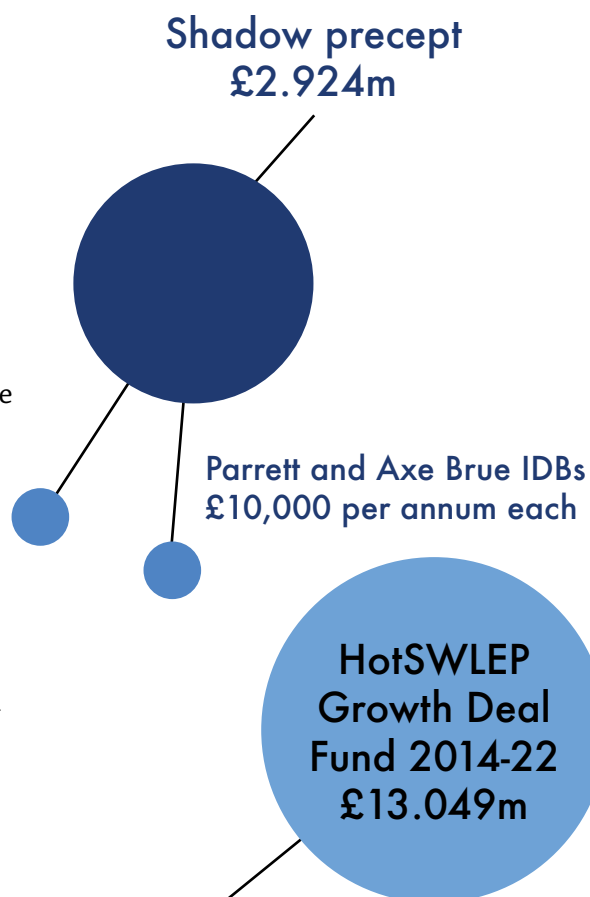 Shadow precept
£2.924m
e
Parrett and Axe Brue IDBs
£10,000 per annum each
HotSWLEP
Growth Deal
Fund 2014-22
£13.049m